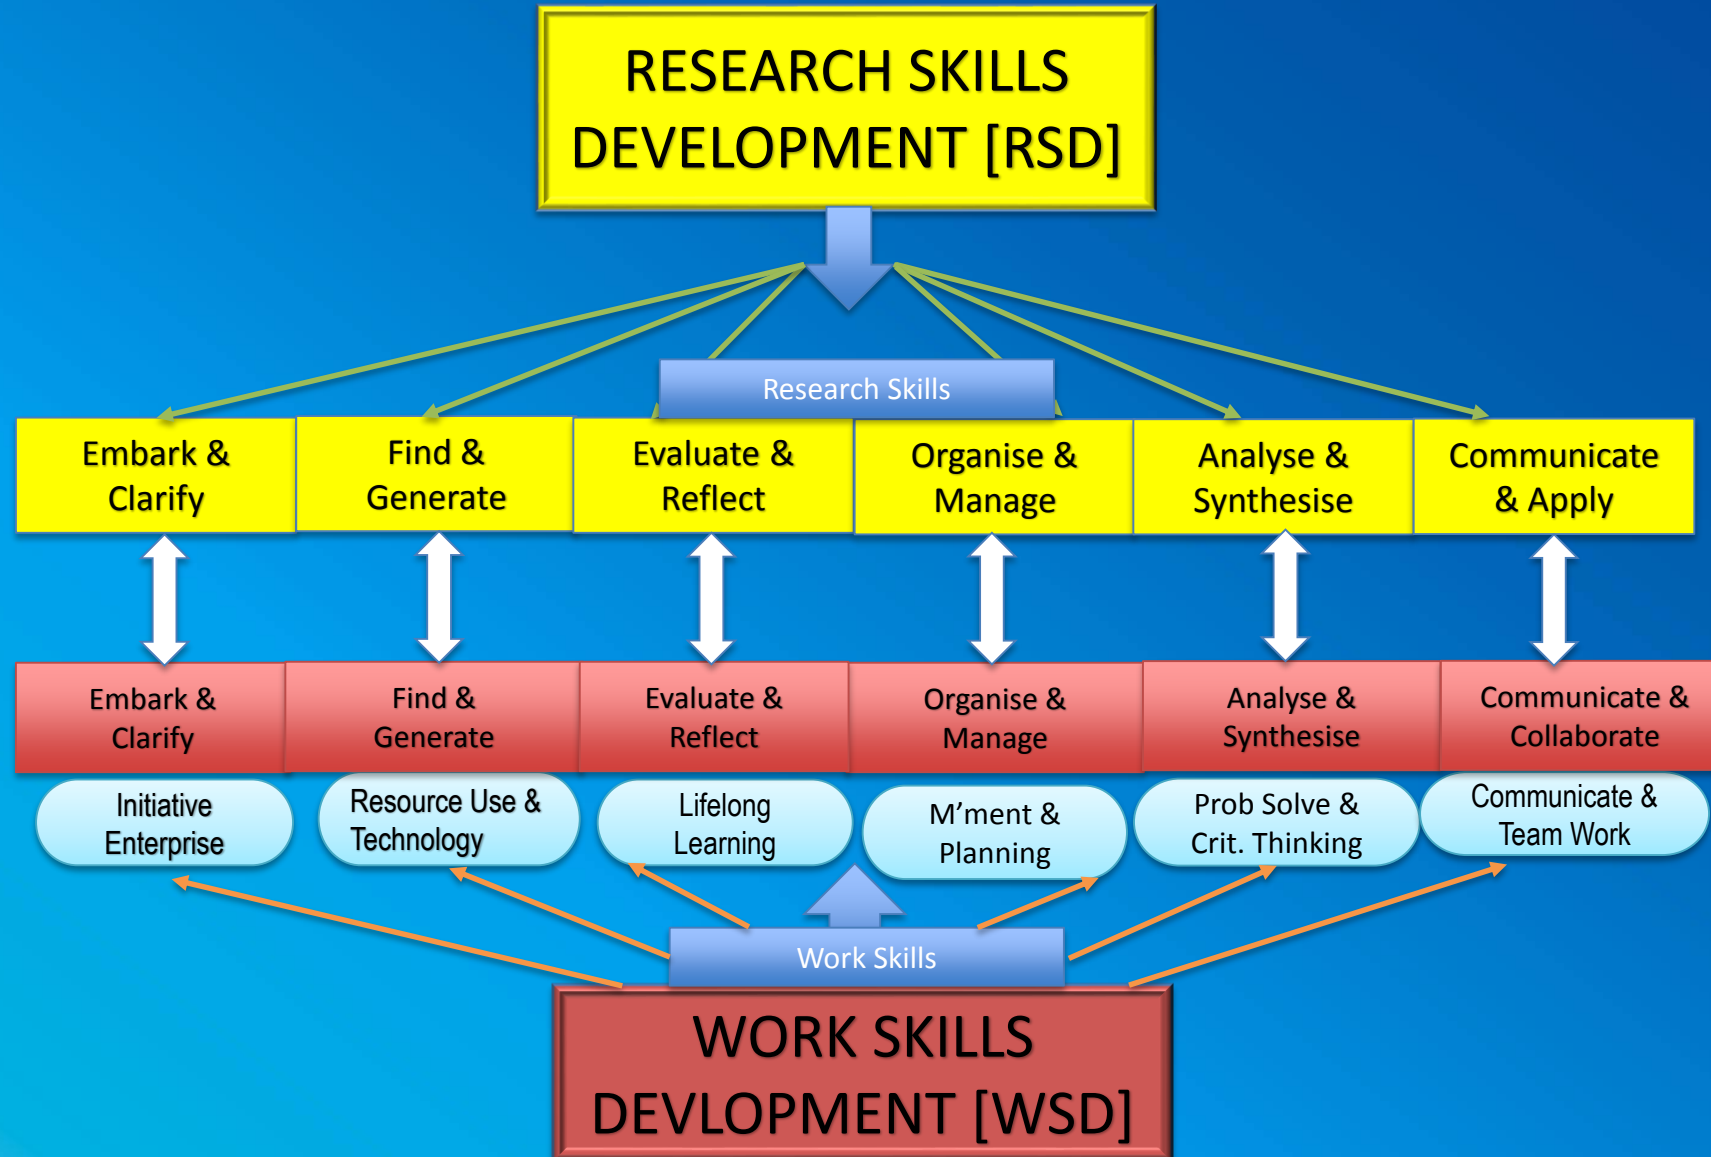 RESEARCH SKILLS
DEVELOPMENT [RSD]
Research Skills
Embark &
Clarify
Find &
Generate
Evaluate &
Reflect
Organise &
Manage
Analyse &
Synthesise
Communicate
& Apply
Embark &
Clarify
Find &
Generate
Evaluate &
Reflect
Organise &
Manage
Analyse &
Synthesise
Communicate &
Collaborate
Initiative
Enterprise
Resource Use &
Technology
Lifelong
Learning
M’ment &
Planning
Prob Solve &
Crit. Thinking
Communicate &
Team Work
Work Skills
WORK SKILLS
DEVLOPMENT [WSD]